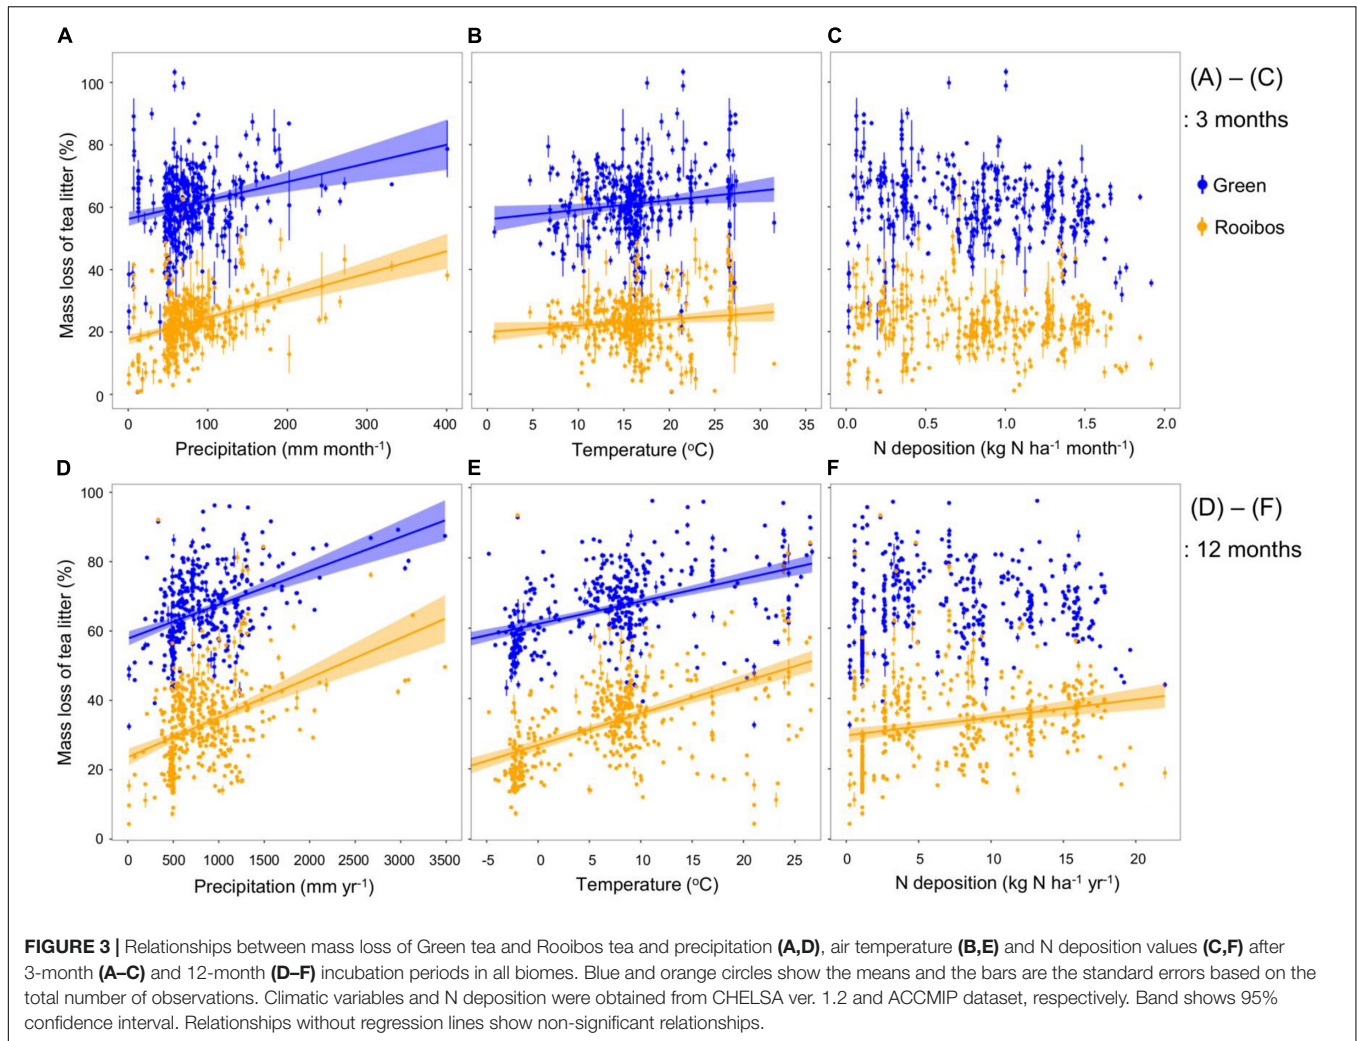 A
B
C
100
80
60
40
20
0
Mass loss of tea litter (%)
0 100 200 300 400
Precipitation (mm month-1)
0 5 10 15 20 25 30 35
Temperature (oC)
0.0 0.5 1.0 1.5 2.0
N deposition (kg N ha-1 month-1)
(A) – (C)
: 3 months
Green
Rooibos
D
E
F
100
80
60
40
20
0
Mass loss of tea litter (%)
0 500 1000 1500 2000 2500 3000 3500
Precipitation (mm yr-1)
-5 0 5 10 15 20 25
Temperature (oC)
0 5 10 15 20
N deposition (kg N ha-1 yr-1)
(D) – (F)
: 12 months
FIGURE 3 | Relationships between mass loss of Green tea and Rooibos tea and precipitation (A,D), air temperature (B,E) and N deposition values (C,F) after
3-month (A–C) and 12-month (D–F) incubation periods in all biomes. Blue and orange circles show the means and the bars are the standard errors based on the
total number of observations. Climatic variables and N deposition were obtained from CHELSA ver. 1.2 and ACCMIP dataset, respectively. Band shows 95%
confidence interval. Relationships without regression lines show non-significant relationships.